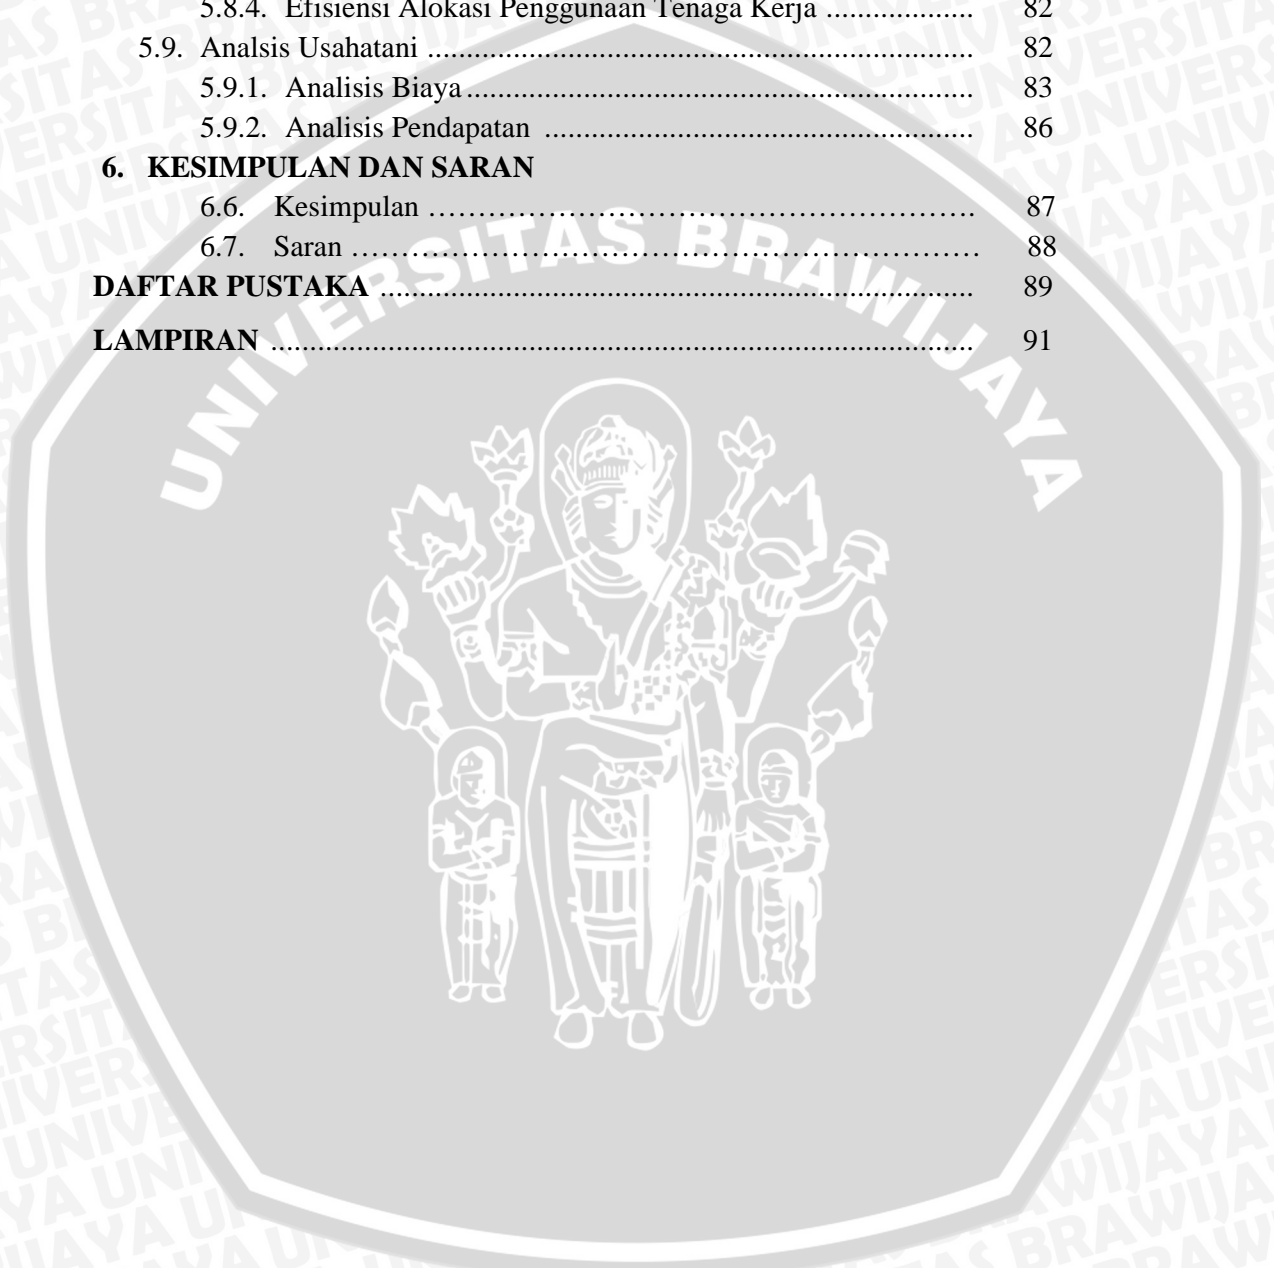 5.8.4. Efisiensi Alokasi Penggunaan Tenaga Kerja ................... 82
5.9. Analsis Usahatani ....................................................................... 82
5.9.1. Analisis Biaya .................................................................. 83
5.9.2. Analisis Pendapatan ........................................................ 86
6. KESIMPULAN DAN SARAN
6.6. Kesimpulan ………………………………………………. 87
6.7. Saran ……………………………………………………… 88
DAFTAR PUSTAKA ............................................................................. 89
LAMPIRAN ........................................................................................... 91
UNIVERSITAS BRAWIJAYA